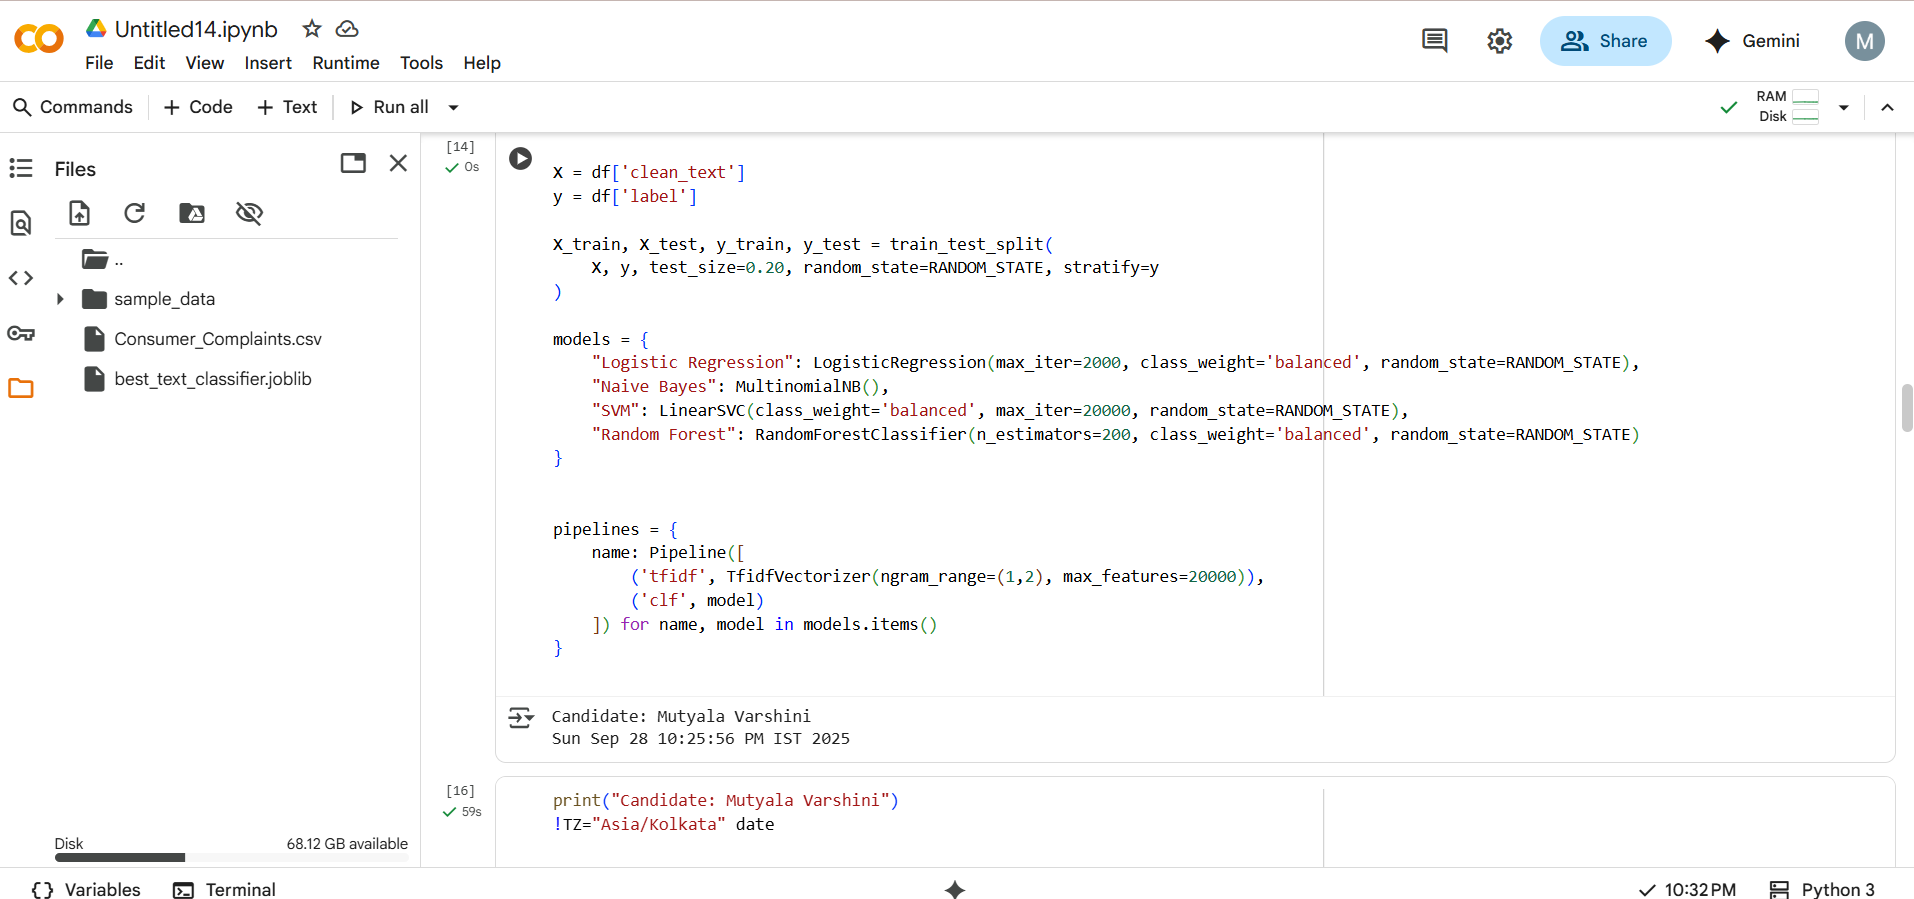 Untitled14.ipynb
File Edit View Insert Runtime Tools Help
Share
Gemini
M
Commands + Code + Text Run all
RAM
Disk
Files
..
sample_data
Consumer_Complaints.csv
best_text_classifier.joblib
Disk 68.12 GB available
[14]
0s
X = df['clean_text']
y = df['label']
X_train, X_test, y_train, y_test = train_test_split(
    X, y, test_size=0.20, random_state=RANDOM_STATE, stratify=y
)
models = {
    "Logistic Regression": LogisticRegression(max_iter=2000, class_weight='balanced', random_state=RANDOM_STATE),
    "Naive Bayes": MultinomialNB(),
    "SVM": LinearSVC(class_weight='balanced', max_iter=20000, random_state=RANDOM_STATE),
    "Random Forest": RandomForestClassifier(n_estimators=200, class_weight='balanced', random_state=RANDOM_STATE)
}
pipelines = {
    name: Pipeline([
        ('tfidf', TfidfVectorizer(ngram_range=(1,2), max_features=20000)),
        ('clf', model)
    ]) for name, model in models.items()
}
Candidate: Mutyala Varshini
Sun Sep 28 10:25:56 PM IST 2025
[16]
59s
print("Candidate: Mutyala Varshini")
!TZ="Asia/Kolkata" date
Variables Terminal
10:32 PM Python 3